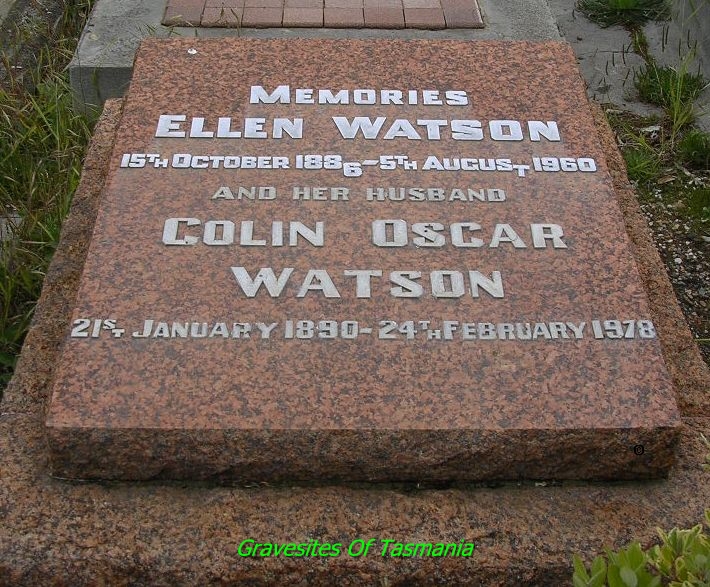 MEMORIES
ELLEN WATSON
15TH OCTOBER 1886-5TH AUGUST 1960
AND HER HUSBAND
COLIN OSCAR
WATSON
21ST JANUARY 1890-24TH FEBRUARY 1978
Gravesites Of Tasmania